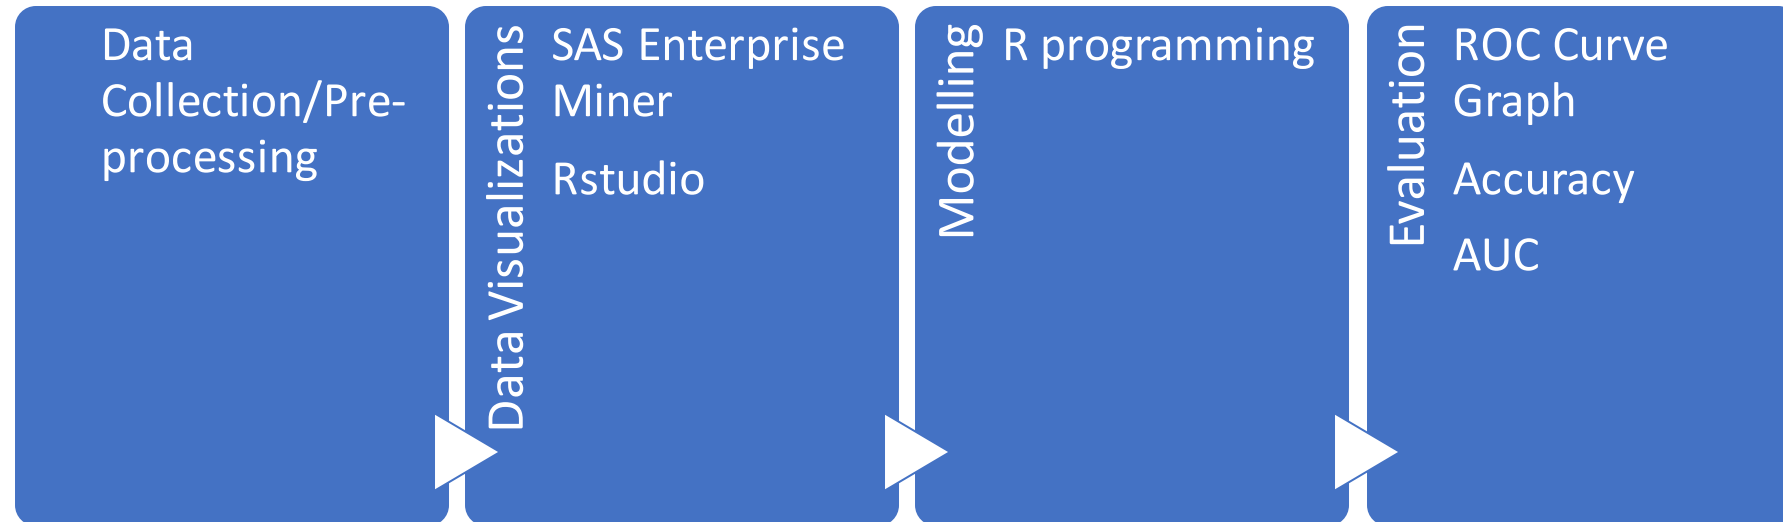 Data
Collection/Pre-
processing
Data Visualizations
SAS Enterprise
Miner
Rstudio
Modelling
R programming
Evaluation
ROC Curve
Graph
Accuracy
AUC